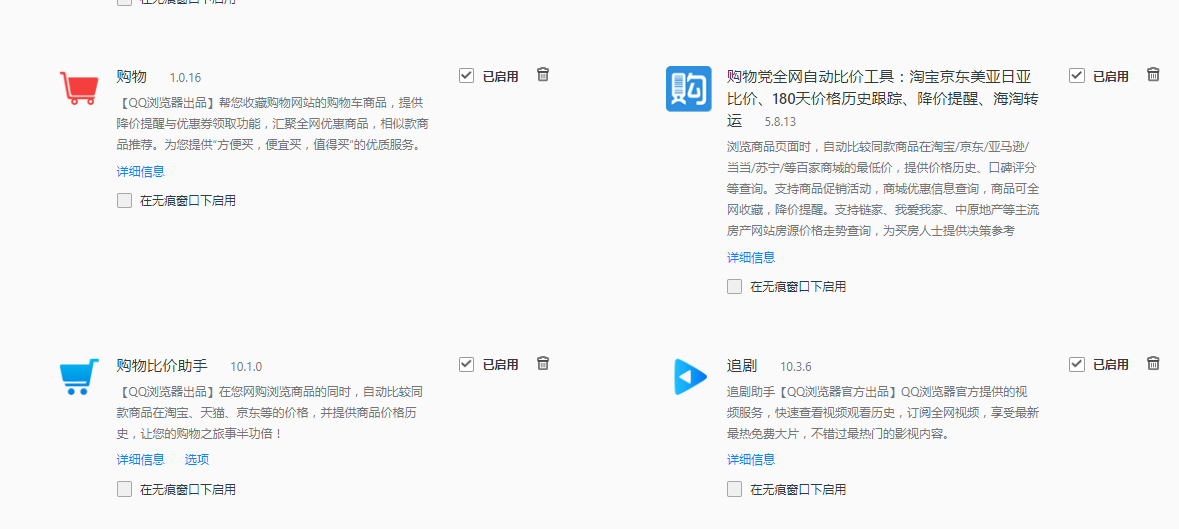 在无痕窗口下启用
购物 1.0.16
已启用
【QQ浏览器出品】帮您收藏购物网站的购物车商品，提供
降价提醒与优惠券领取功能，汇聚全网优惠商品，相似款商
品推荐。为您提供“方便买，便宜买，值得买”的优质服务。
详细信息
在无痕窗口下启用
购物党全网自动比价工具：淘宝京东美亚日亚
比价、180天价格历史跟踪、降价提醒、海淘转
运 5.8.13
已启用
浏览商品页面时，自动比较同款商品在淘宝/京东/亚马逊/
当当/苏宁/等百家商城的最低价，提供价格历史、口碑评分
等查询。支持商品促销活动，商城优惠信息查询，商品可全
网收藏，降价提醒。支持链家、我爱我家、中原地产等主流
房产网站房源价格走势查询，为买房人士提供决策参考
详细信息
在无痕窗口下启用
购物比价助手 10.1.0
已启用
【QQ浏览器出品】在您网购浏览商品的同时，自动比较同
款商品在淘宝、天猫、京东等的价格，并提供商品价格历
史，让您的购物之旅事半功倍！
详细信息 选项
在无痕窗口下启用
追剧 10.3.6
已启用
追剧助手【QQ浏览器官方出品】QQ浏览器官方提供的视
频服务，快速查看视频观看历史，订阅全网视频，享受最新
最热免费大片，不错过最热门的影视内容。
详细信息
在无痕窗口下启用
购